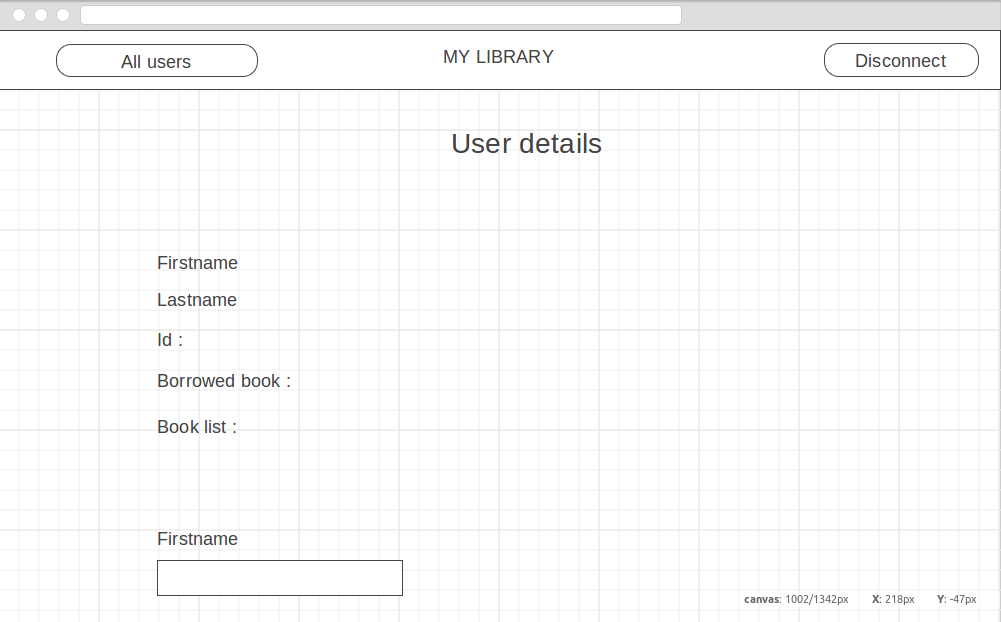 All users MY LIBRARY Disconnect
User details
Firstname
Lastname
Id :
Borrowed book :
Book list :
Firstname
canvas: 1002/1342px X: 218px Y: -47px